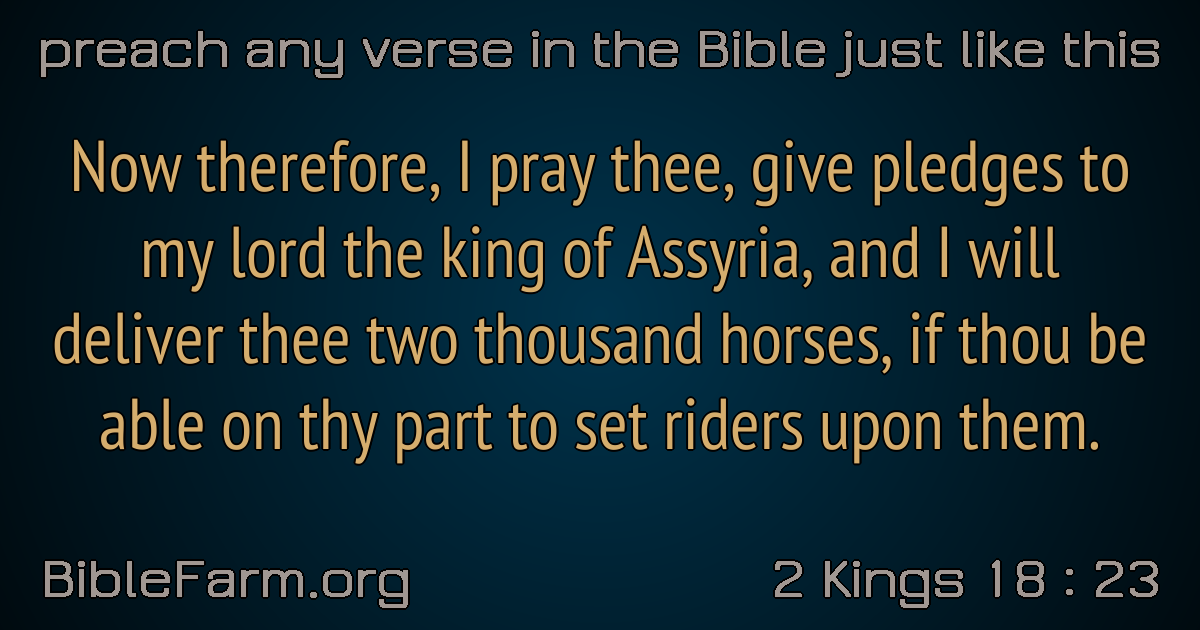 preach any verse in the Bible just like this
Now therefore, I pray thee, give pledges to
my lord the king of Assyria, and I will
deliver thee two thousand horses, if thou be
able on thy part to set riders upon them.
BibleFarm.org
2 Kings 18 : 23